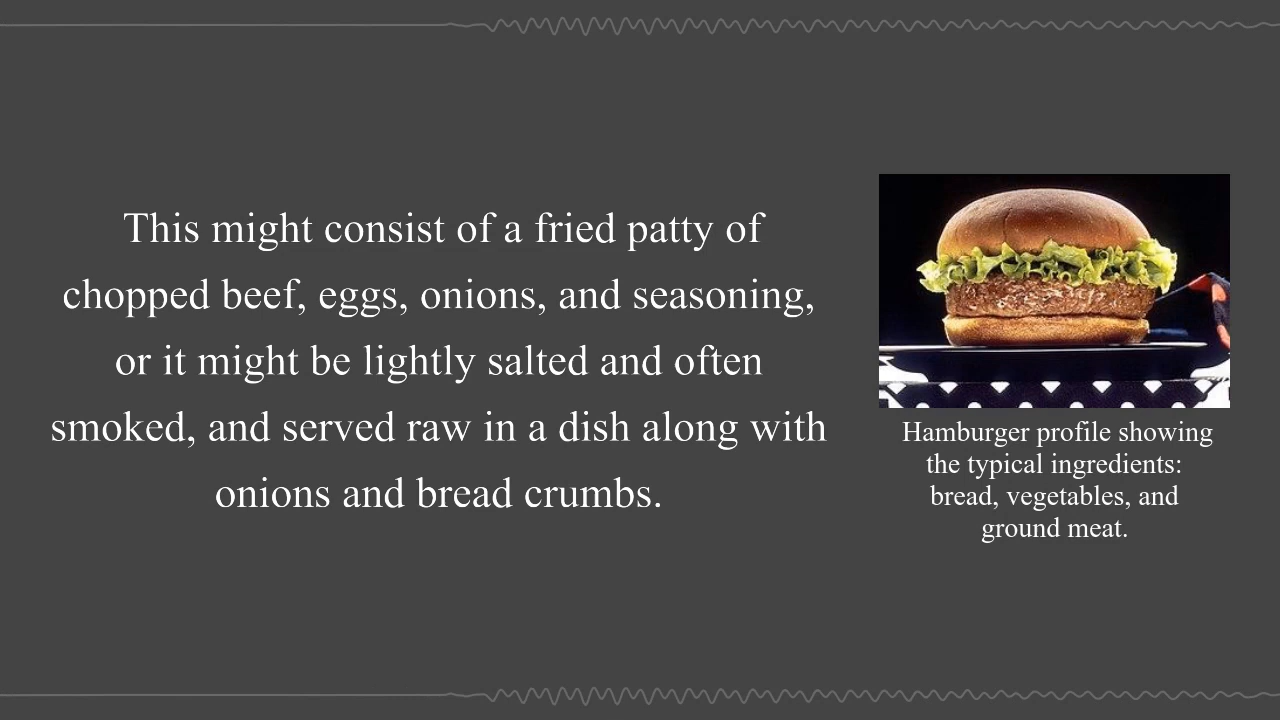 This might consist of a fried patty of
chopped beef, eggs, onions, and seasoning,
or it might be lightly salted and often
smoked, and served raw in a dish along with
onions and bread crumbs.
Hamburger profile showing
the typical ingredients:
bread, vegetables, and
ground meat.